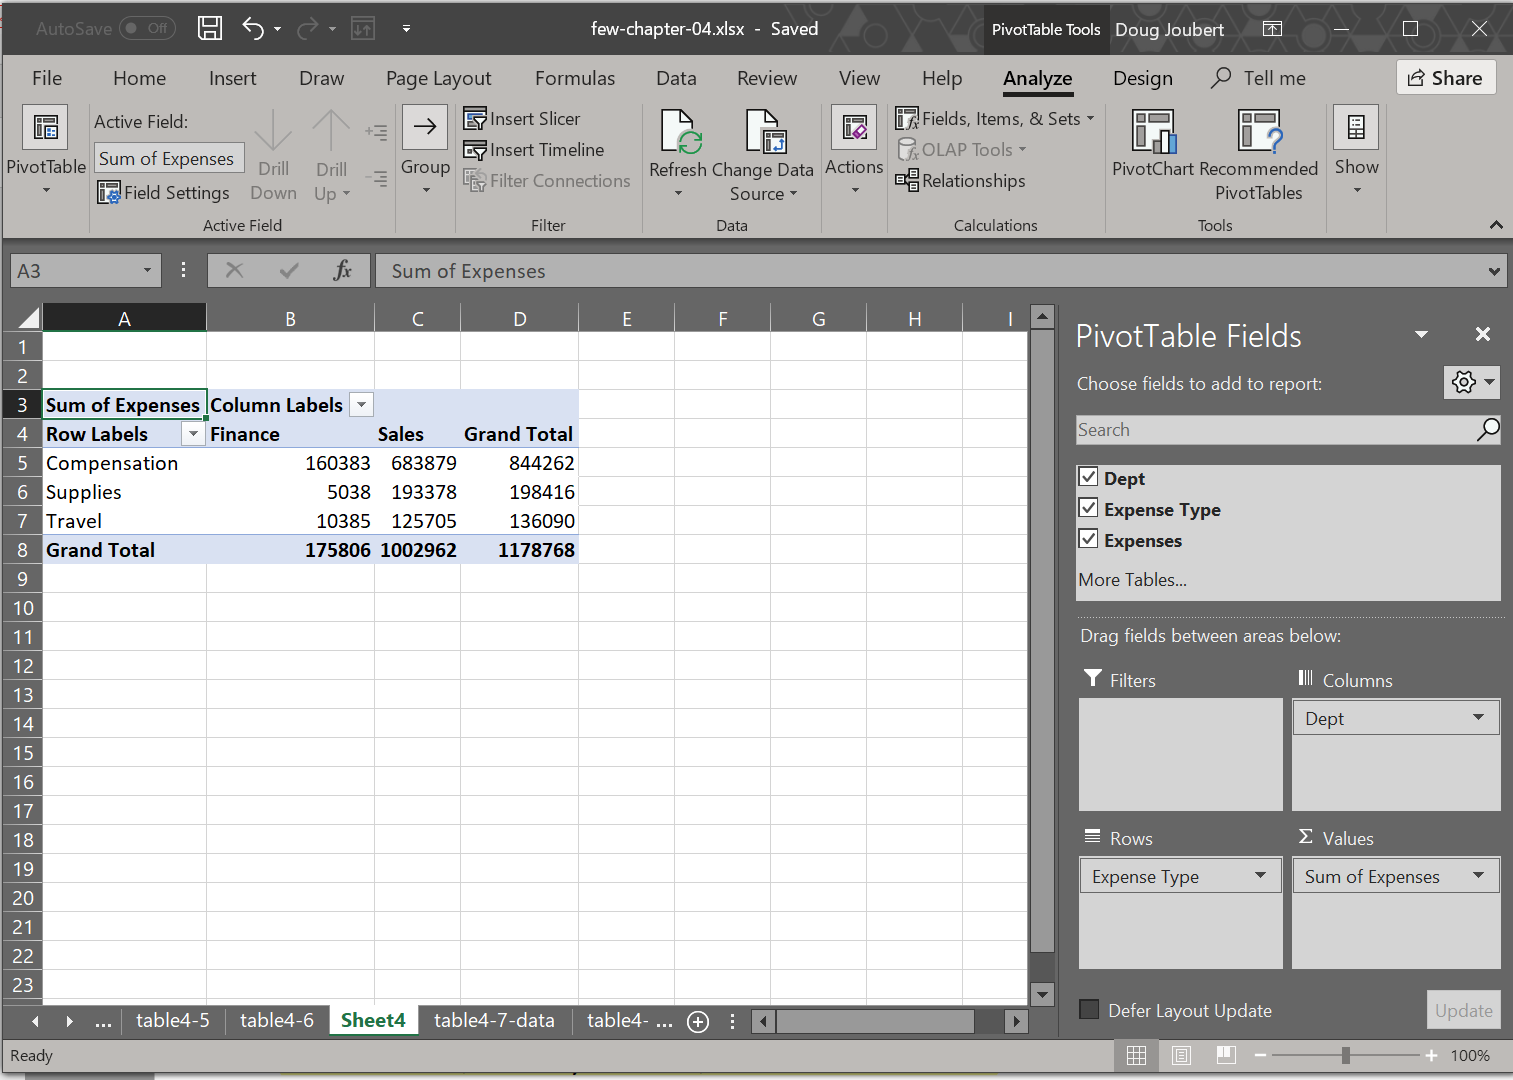 AutoSave Off few-chapter-04.xlsx - Saved PivotTable Tools Doug Joubert
File Home Insert Draw Page Layout Formulas Data Review View Help Analyze Design Tell me Share
PivotTable
Active Field:
Sum of Expenses
Field Settings
Drill Down
Drill Up
Active Field
Group
Insert Slicer
Insert Timeline
Filter Connections
Filter
Refresh
Change Data Source
Data
Actions
Fields, Items, & Sets
OLAP Tools
Relationships
Calculations
PivotChart
Recommended PivotTables
Tools
Show
A3 fx Sum of Expenses
A B C D E F G H I
1
2
3 Sum of Expenses Column Labels
4 Row Labels Finance Sales Grand Total
5 Compensation 160383 683879 844262
6 Supplies 5038 193378 198416
7 Travel 10385 125705 136090
8 Grand Total 175806 1002962 1178768
9
10
11
12
13
14
15
16
17
18
19
20
21
22
23
PivotTable Fields
Choose fields to add to report:
Search
Dept
Expense Type
Expenses
More Tables...
Drag fields between areas below:
Filters
Columns
Dept
Rows
Σ Values
Expense Type
Sum of Expenses
Defer Layout Update Update
... table4-5 table4-6 Sheet4 table4-7-data table4- ...
Ready 100%